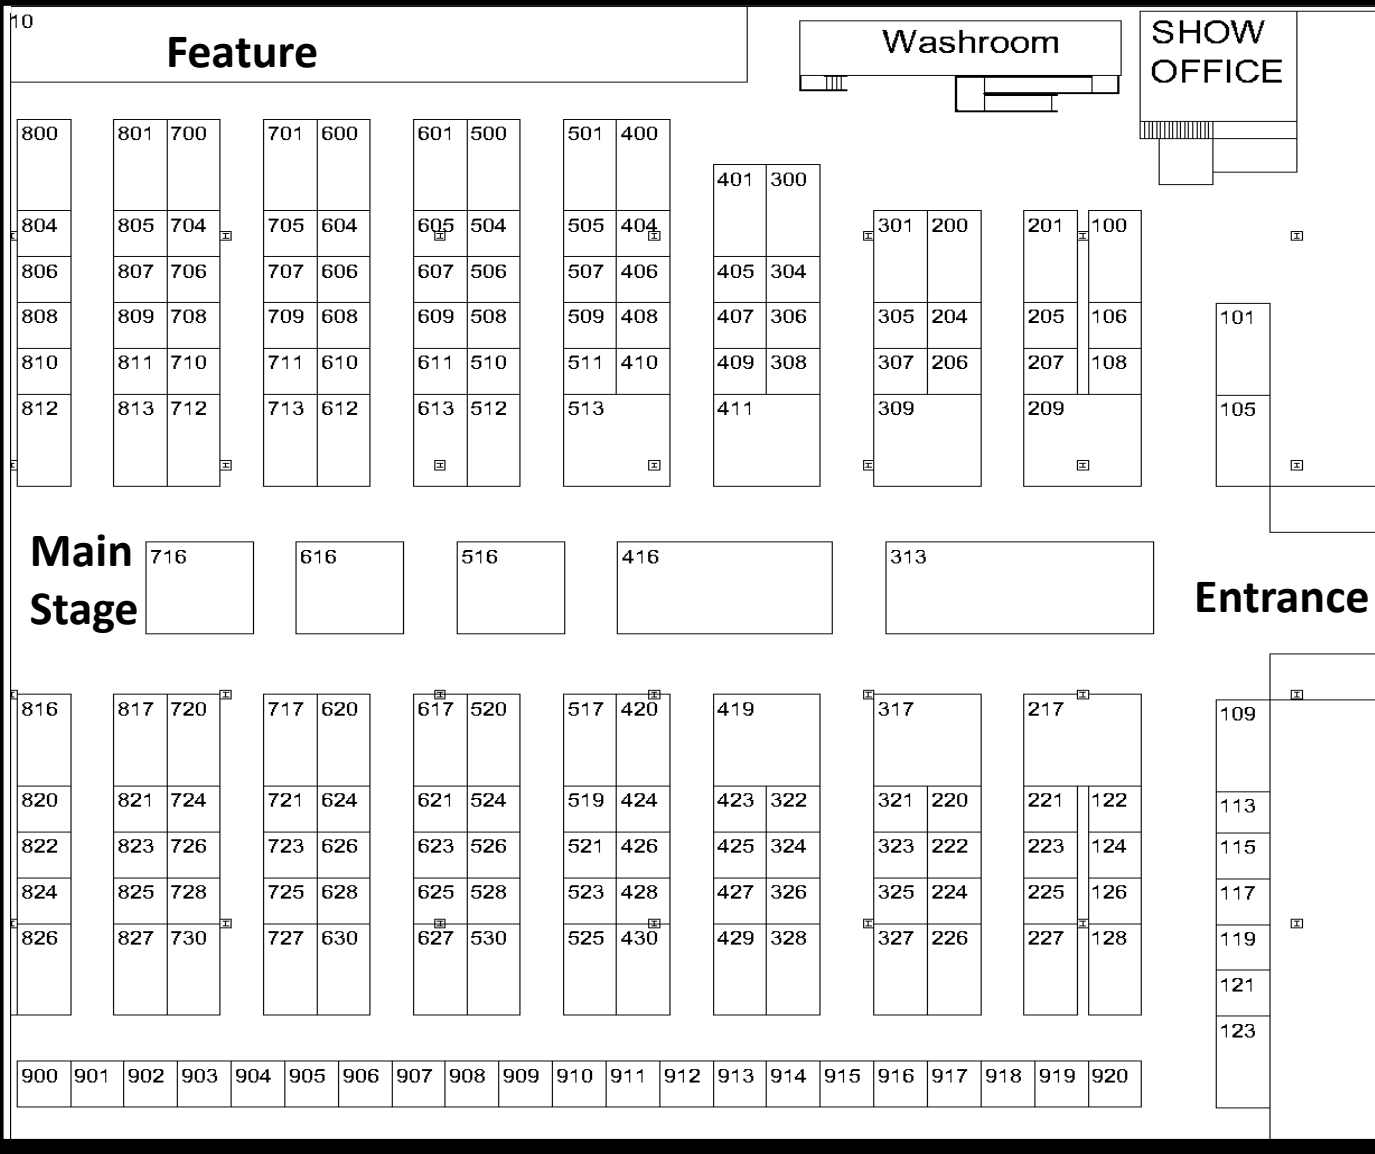 10
Feature
Washroom
SHOW
OFFICE
800 801 700 701 600 601 500 501 400
401 300
804 805 704 705 604 605 504 505 404 301 200 201 100
806 807 706 707 606 607 506 507 406 405 304
808 809 708 709 608 609 508 509 408 407 306 305 204 205 106 101
810 811 710 711 610 611 510 511 410 409 308 307 206 207 108
812 813 712 713 612 613 512 513 411 309 209 105
Main
Stage
716 616 516 416 313
Entrance
816 817 720 717 620 617 520 517 420 419 317 217 109
820 821 724 721 624 621 524 519 424 423 322 321 220 221 122 113
822 823 726 723 626 623 526 521 426 425 324 323 222 223 124 115
824 825 728 725 628 625 528 523 428 427 326 325 224 225 126 117
826 827 730 727 630 627 530 525 430 429 328 327 226 227 128 119
121
123
900 901 902 903 904 905 906 907 908 909 910 911 912 913 914 915 916 917 918 919 920